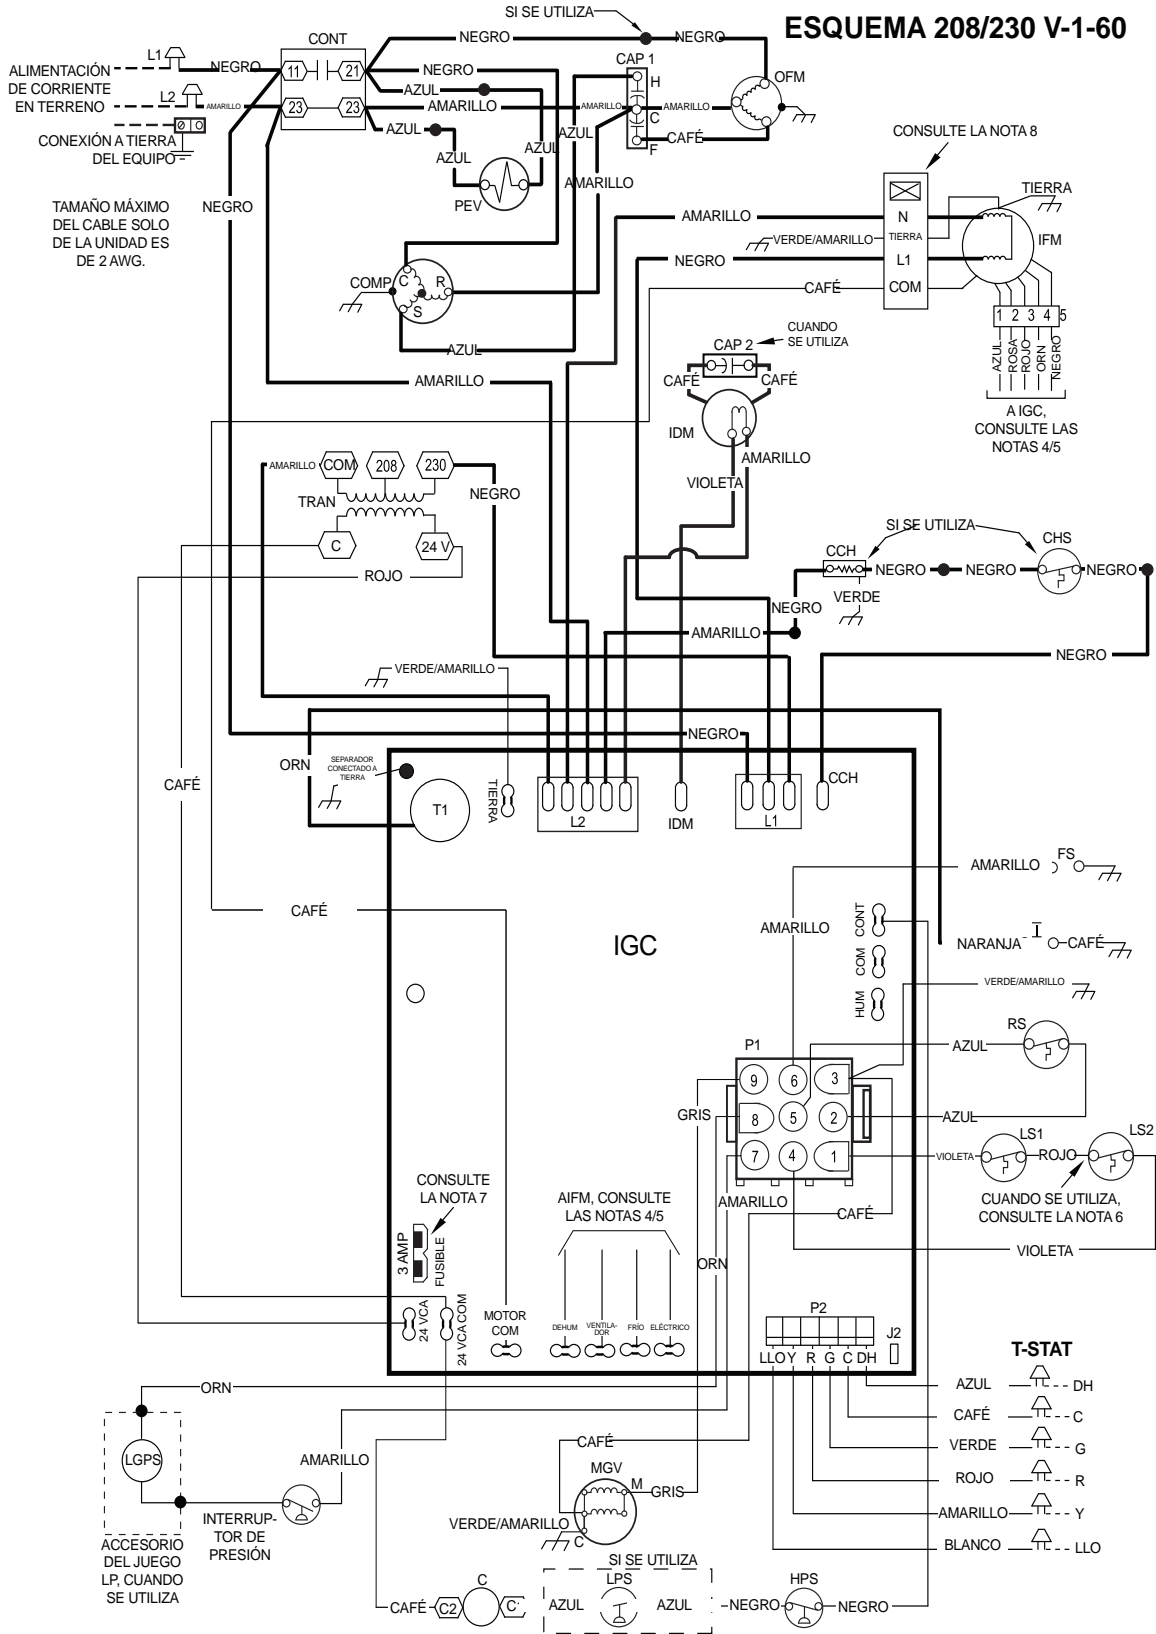 ESQUEMA 208/230 V-1-60
SI SE UTILIZA
CONT
NEGRO
NEGRO
L1
NEGRO
11
21
NEGRO
CAP 1
H
OFM
ALIMENTACIÓN
DE CORRIENTE
EN TERRENO
AZUL
L2
AMARILLO
23
23
AMARILLO
AMARILLO
AMARILLO
C
CONEXIÓN A TIERRA
DEL EQUIPO
AZUL
AZUL
AZUL
CAFÉ
F
CONSULTE LA NOTA 8
AZUL
AMARILLO
PEV
TAMAÑO MÁXIMO
DEL CABLE SOLO
DE LA UNIDAD ES
DE 2 AWG.
NEGRO
TIERRA
AMARILLO
N
VERDE/AMARILLO
TIERRA
IFM
NEGRO
L1
COMP
C
R
S
CAFÉ
COM
1
2
3
4
5
AZUL
ROSA
ROJO
ORN
NEGRO
AZUL
CUANDO
SE UTILIZA
CAP 2
CAFÉ
CAFÉ
AMARILLO
IDM
A IGC,
CONSULTE LAS
NOTAS 4/5
AMARILLO
AMARILLO
COM
208
230
VIOLETA
NEGRO
TRAN
C
24 V
ROJO
SI SE UTILIZA
CCH
CHS
NEGRO
NEGRO
NEGRO
VERDE
NEGRO
AMARILLO
NEGRO
VERDE/AMARILLO
NEGRO
ORN
SEPARADOR
CONECTADO A
TIERRA
CAFÉ
T1
TIERRA
L2
IDM
L1
CCH
AMARILLO
FS
CAFÉ
AMARILLO
CONT
IGC
NARANJA
CAFÉ
COM
VERDE/AMARILLO
HUM
RS
P1
AZUL
9
6
3
GRIS
8
5
2
AZUL
7
4
1
VIOLETA
LS1
ROJO
LS2
CONSULTE
LA NOTA 7
AIFM, CONSULTE
LAS NOTAS 4/5
AMARILLO
CAFÉ
CUANDO SE UTILIZA,
CONSULTE LA NOTA 6
3 AMP
FUSIBLE
ORN
VIOLETA
24 VCA
24 VCA COM
MOTOR
COM
DEHUM
VENTILA-
DOR
FRÍO
ELÉCTRICO
P2
J2
LLO
Y
R
G
C
DH
T-STAT
ORN
AZUL
DH
CAFÉ
C
VERDE
G
CAFÉ
LGPS
AMARILLO
MGV
M
GRIS
ROJO
R
INTERRUP-
TOR DE
PRESIÓN
VERDE/AMARILLO
C
AMARILLO
Y
ACCESORIO
DEL JUEGO
LP, CUANDO
SE UTILIZA
BLANCO
LLO
SI SE UTILIZA
C
LPS
HPS
CAFÉ
C2
C
AZUL
AZUL
NEGRO
NEGRO